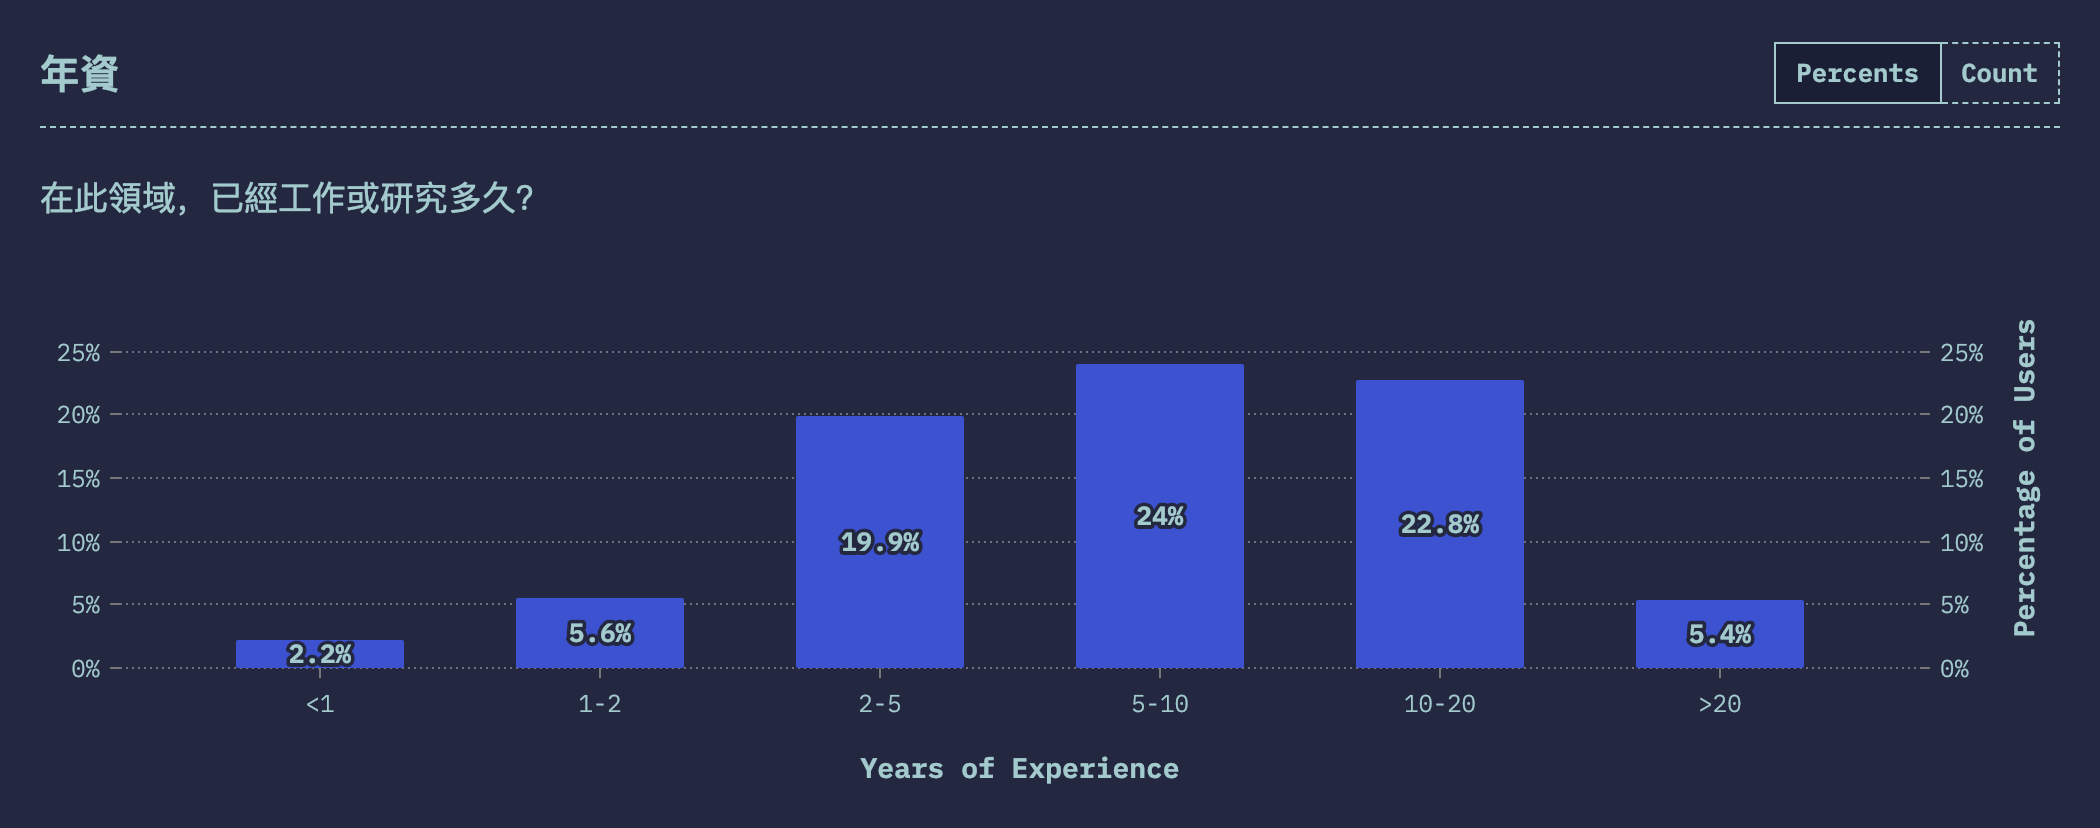 年資
Percents Count
在此領域，已經工作或研究多久？
25% 25%
20% 20%
15% 15%
10% 10%
5% 5%
0% 0%
Percentage of Users
2.2% 5.6% 19.9% 24% 22.8% 5.4%
<1 1-2 2-5 5-10 10-20 >20
Years of Experience